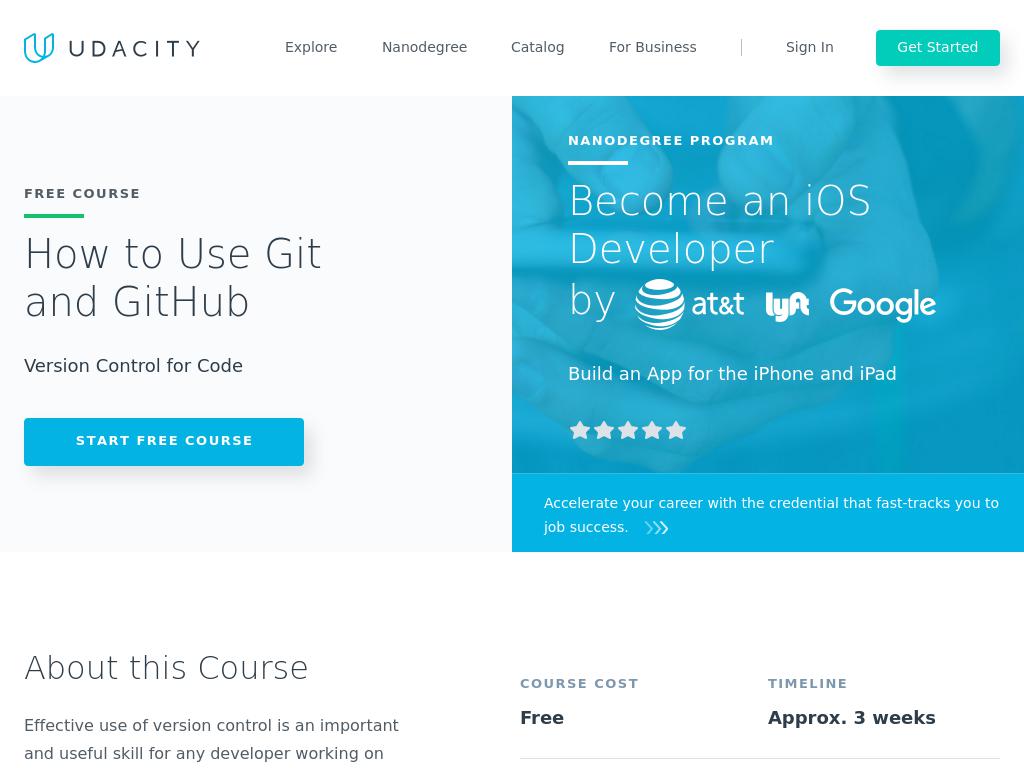 UDACITY
Explore
Nanodegree
Catalog
For Business
Sign In
Get Started
FREE COURSE
How to Use Git
and GitHub
Version Control for Code
START FREE COURSE
NANODEGREE PROGRAM
Become an iOS
Developer
by at&t lyft Google
Build an App for the iPhone and iPad
Accelerate your career with the credential that fast-tracks you to
job success.
About this Course
Effective use of version control is an important
and useful skill for any developer working on
COURSE COST
Free
TIMELINE
Approx. 3 weeks